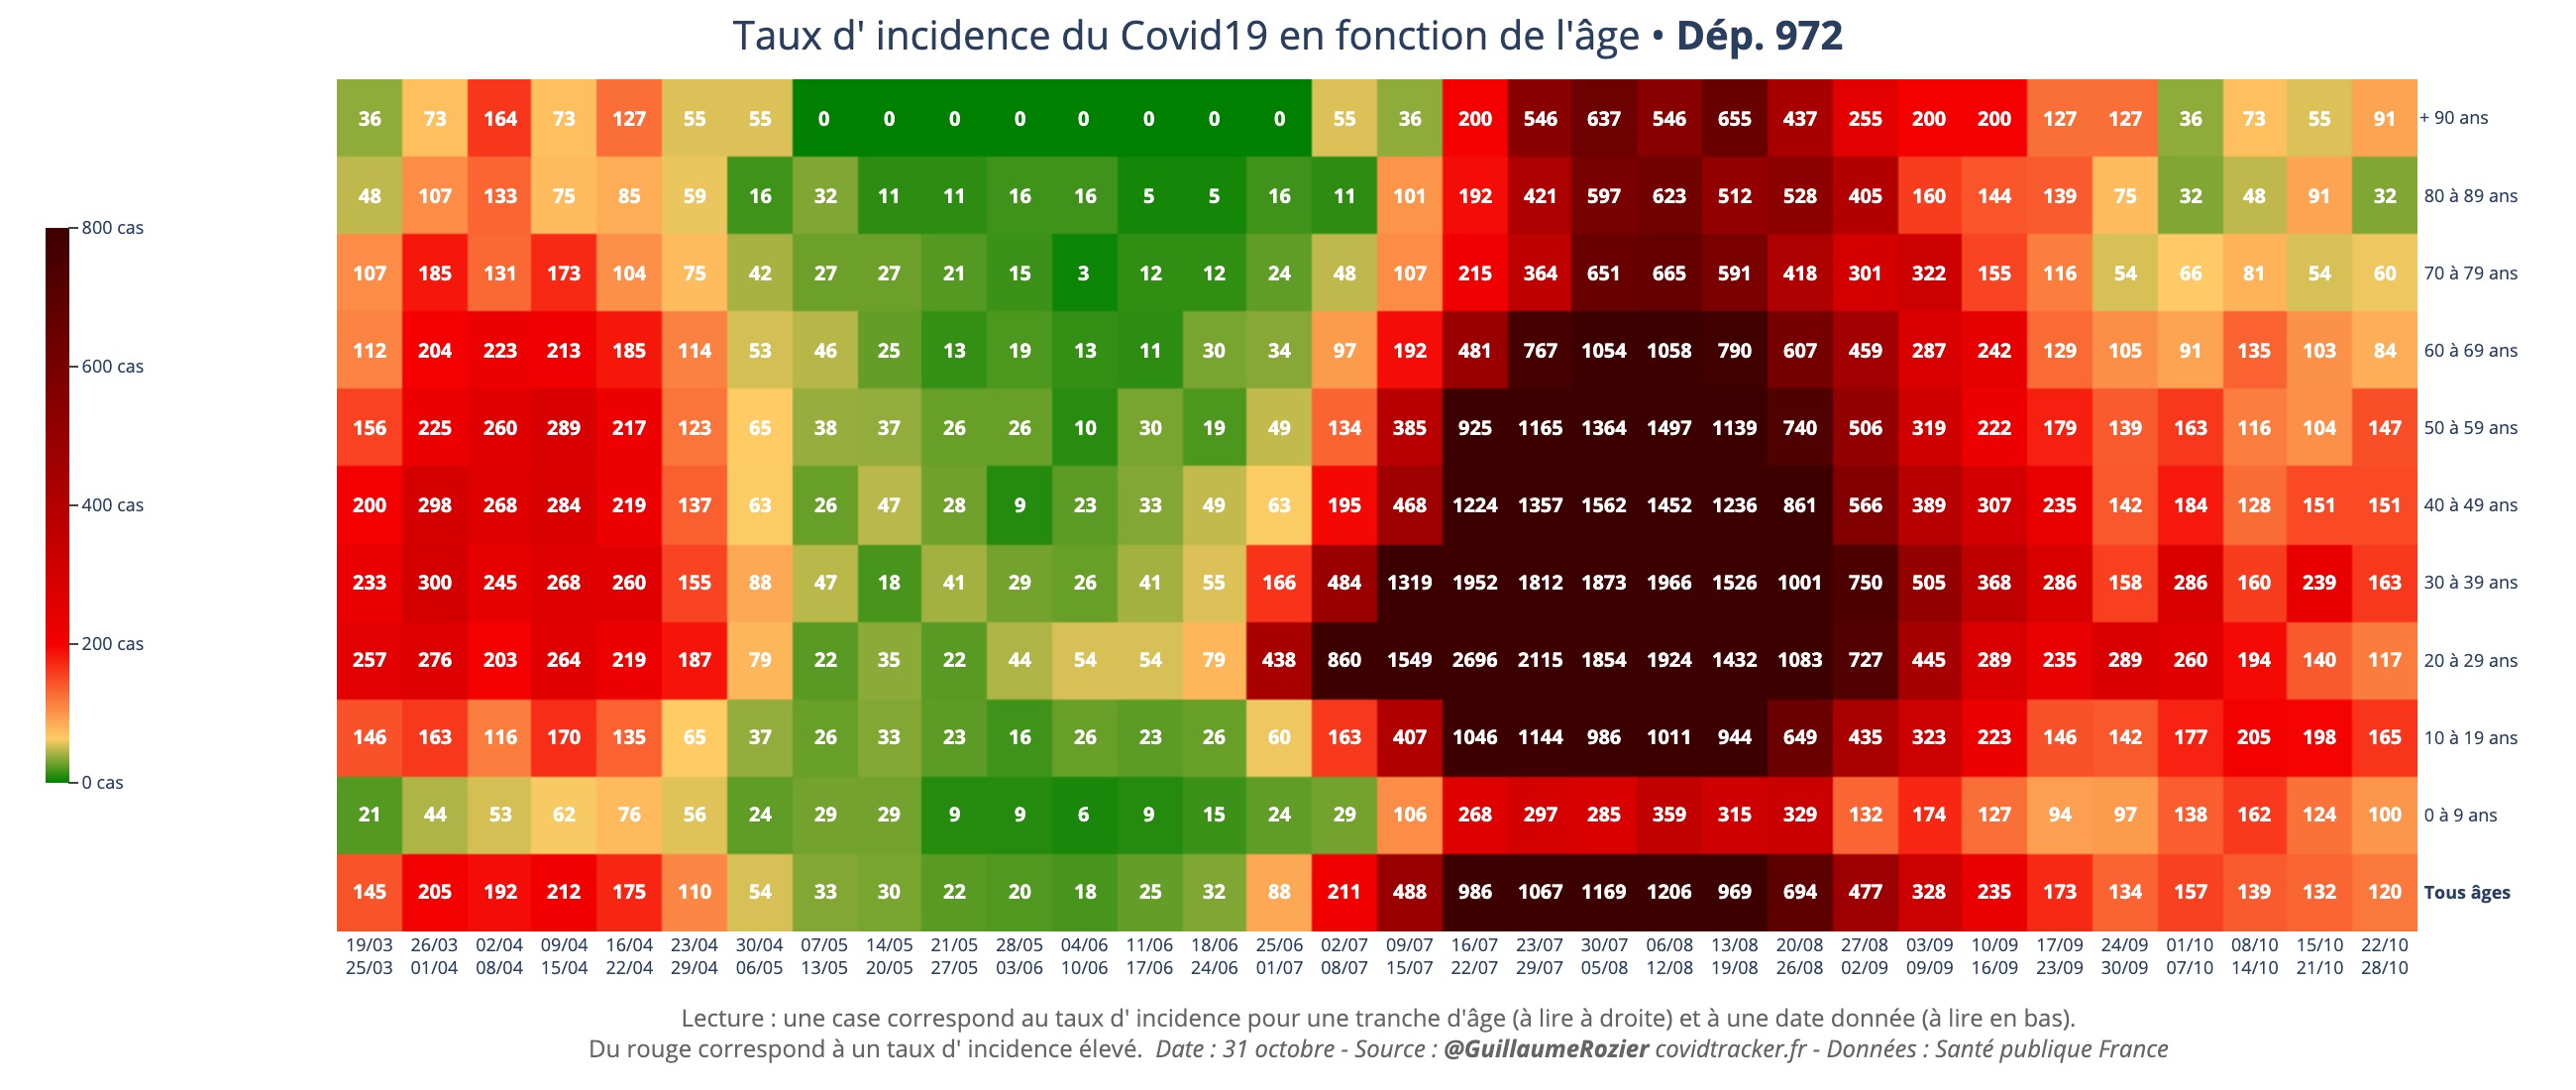 Taux d' incidence du Covid19 en fonction de l'âge • Dép. 972
36 73 164 73 127 55 55 0 0 0 0 0 0 0 0 55 36 200 546 637 546 655 437 255 200 200 127 127 36 73 55 91 + 90 ans
48 107 133 75 85 59 16 32 11 11 16 16 5 5 16 11 101 192 421 597 623 512 528 405 160 144 139 75 32 48 91 32 80 à 89 ans
800 cas
107 185 131 173 104 75 42 27 27 21 15 3 12 12 24 48 107 215 364 651 665 591 418 301 322 155 116 54 66 81 54 60 70 à 79 ans
112 204 223 213 185 114 53 46 25 13 19 13 11 30 34 97 192 481 767 1054 1058 790 607 459 287 242 129 105 91 135 103 84 60 à 69 ans
600 cas
156 225 260 289 217 123 65 38 37 26 26 10 30 19 49 134 385 925 1165 1364 1497 1139 740 506 319 222 179 139 163 116 104 147 50 à 59 ans
400 cas
200 298 268 284 219 137 63 26 47 28 9 23 33 49 63 195 468 1224 1357 1562 1452 1236 861 566 389 307 235 142 184 128 151 151 40 à 49 ans
233 300 245 268 260 155 88 47 18 41 29 26 41 55 166 484 1319 1952 1812 1873 1966 1526 1001 750 505 368 286 158 286 160 239 163 30 à 39 ans
200 cas
257 276 203 264 219 187 79 22 35 22 44 54 54 79 438 860 1549 2696 2115 1854 1924 1432 1083 727 445 289 235 289 260 194 140 117 20 à 29 ans
146 163 116 170 135 65 37 26 33 23 16 26 23 26 60 163 407 1046 1144 986 1011 944 649 435 323 223 146 142 177 205 198 165 10 à 19 ans
0 cas
21 44 53 62 76 56 24 29 29 9 9 6 9 15 24 29 106 268 297 285 359 315 329 132 174 127 94 97 138 162 124 100 0 à 9 ans
145 205 192 212 175 110 54 33 30 22 20 18 25 32 88 211 488 986 1067 1169 1206 969 694 477 328 235 173 134 157 139 132 120 Tous âges
19/03 26/03 02/04 09/04 16/04 23/04 30/04 07/05 14/05 21/05 28/05 04/06 11/06 18/06 25/06 02/07 09/07 16/07 23/07 30/07 06/08 13/08 20/08 27/08 03/09 10/09 17/09 24/09 01/10 08/10 15/10 22/10
25/03 01/04 08/04 15/04 22/04 29/04 06/05 13/05 20/05 27/05 03/06 10/06 17/06 24/06 01/07 08/07 15/07 22/07 29/07 05/08 12/08 19/08 26/08 02/09 09/09 16/09 23/09 30/09 07/10 14/10 21/10 28/10
Lecture : une case correspond au taux d' incidence pour une tranche d'âge (à lire à droite) et à une date donnée (à lire en bas).
Du rouge correspond à un taux d' incidence élevé. Date : 31 octobre - Source : @GuillaumeRozier covidtracker.fr - Données : Santé publique France